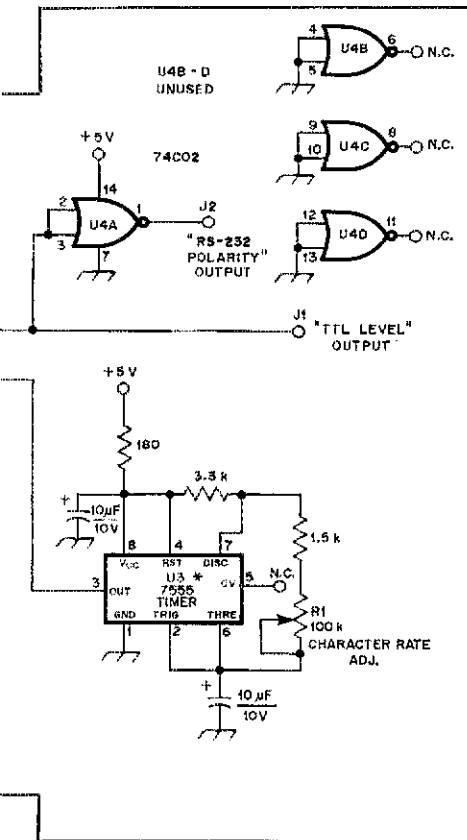 4
5
U4B
6
N.C.
U4B - D
UNUSED
9
10
U4C
8
N.C.
+5V
74C02
14
2
3
U4A
1
7
J2
"RS-232
POLARITY"
OUTPUT
12
13
U4D
11
N.C.
J1
"TTL LEVEL"
OUTPUT
+5V
180
3.3 k
+
10µF
10V
1.5 k
8
4
7
VCC
RST
DISC
3
OUT
U3 *
7555
TIMER
CV
5
N.C.
GND
TRIG
THRE
1
2
6
R1
100 k
CHARACTER RATE
ADJ.
+
10 µF
10V